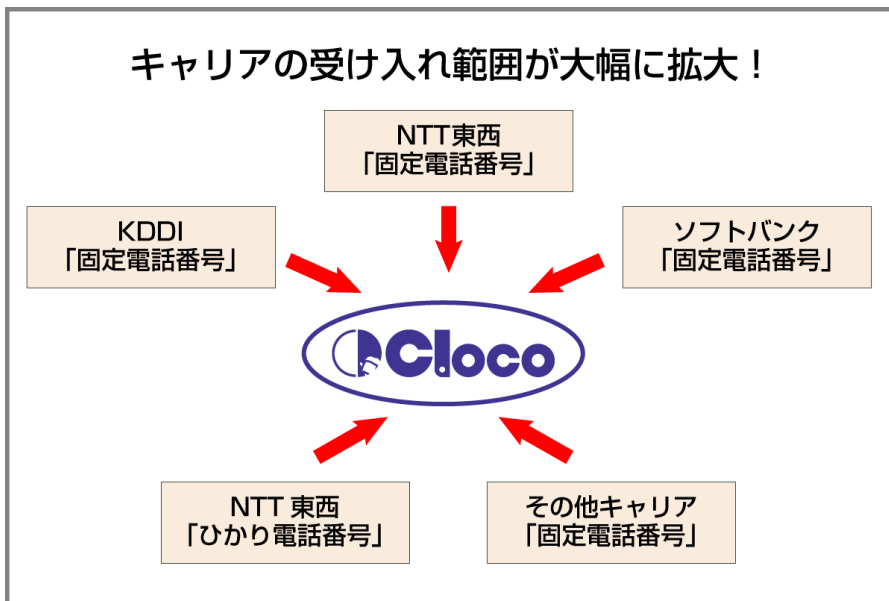 キャリアの受け入れ範囲が大幅に拡大！
NTT東西
「固定電話番号」
KDDI
「固定電話番号」
ソフトバンク
「固定電話番号」
Cloco
NTT 東西
「ひかり電話番号」
その他キャリア
「固定電話番号」